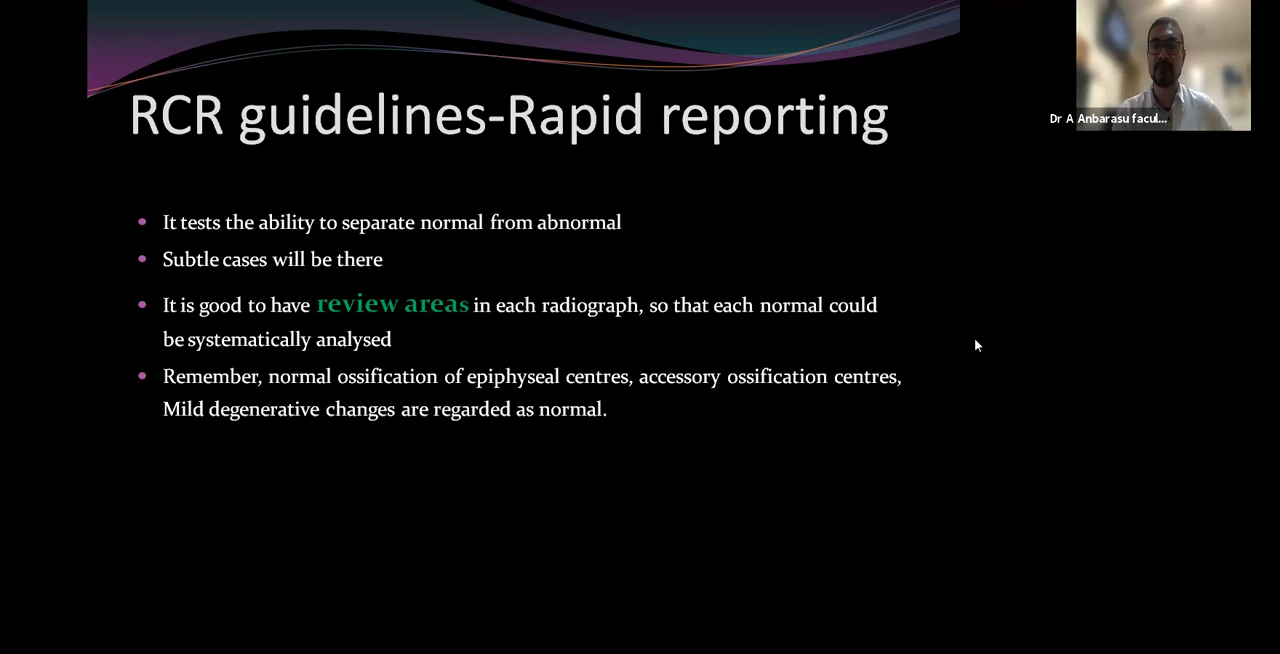 RCR guidelines-Rapid reporting
Dr A Anbarasu facul...
It tests the ability to separate normal from abnormal
Subtle cases will be there
It is good to have review areas in each radiograph, so that each normal could
be systematically analysed
Remember, normal ossification of epiphyseal centres, accessory ossification centres,
Mild degenerative changes are regarded as normal.